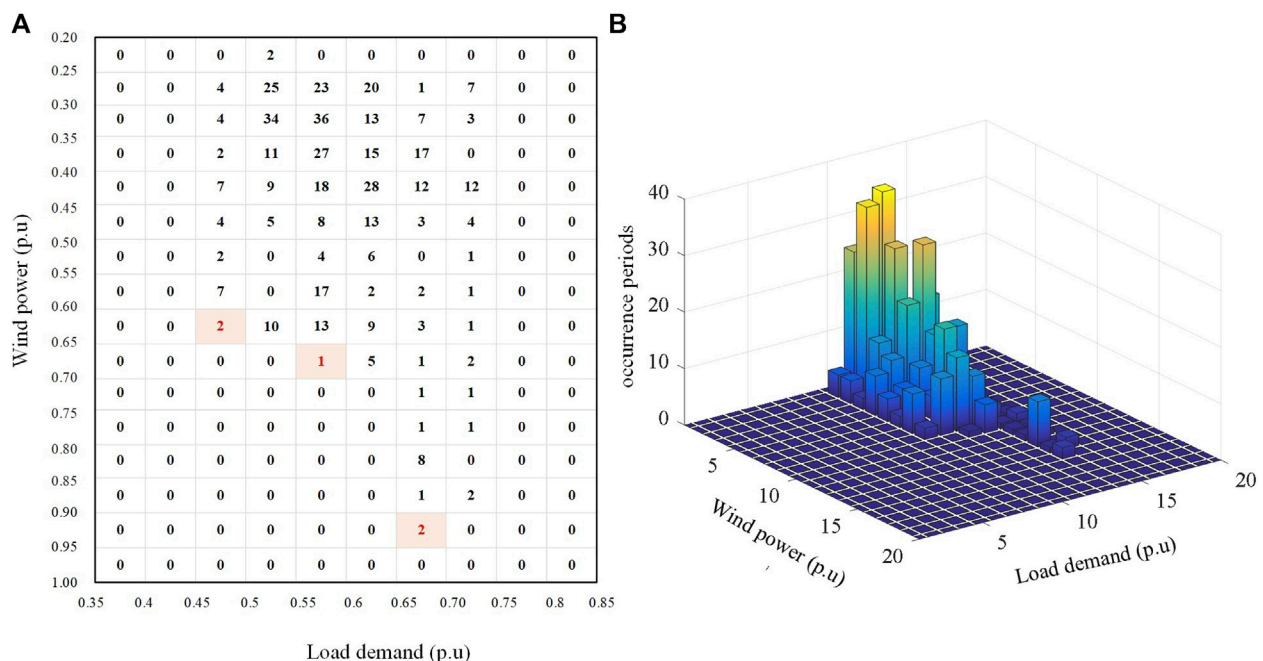 A
B
0.20
0 0 0 2 0 0 0 0 0 0
0.25
0 0 4 25 23 20 1 7 0 0
0.30
0 0 4 34 36 13 7 3 0 0
0.35
0 0 2 11 27 15 17 0 0 0
0.40
0 0 7 9 18 28 12 12 0 0
0.45
0 0 4 5 8 13 3 4 0 0
0.50
0 0 2 0 4 6 0 1 0 0
0.55
0 0 7 0 17 2 2 1 0 0
0.60
0 0 2 10 13 9 3 1 0 0
0.65
0 0 0 0 1 5 1 2 0 0
0.70
0 0 0 0 0 0 1 1 0 0
0.75
0 0 0 0 0 0 1 1 0 0
0.80
0 0 0 0 0 0 8 0 0 0
0.85
0 0 0 0 0 0 1 2 0 0
0.90
0 0 0 0 0 0 2 0 0 0
0.95
0 0 0 0 0 0 0 0 0 0
1.00
0.35 0.4 0.45 0.5 0.55 0.6 0.65 0.70 0.8 0.85
Wind power (p.u)
Load demand (p.u)
40
30
20
10
0
occurrence periods
5
10
15
20
Wind power (p.u)
5
10
15
20
Load demand (p.u)